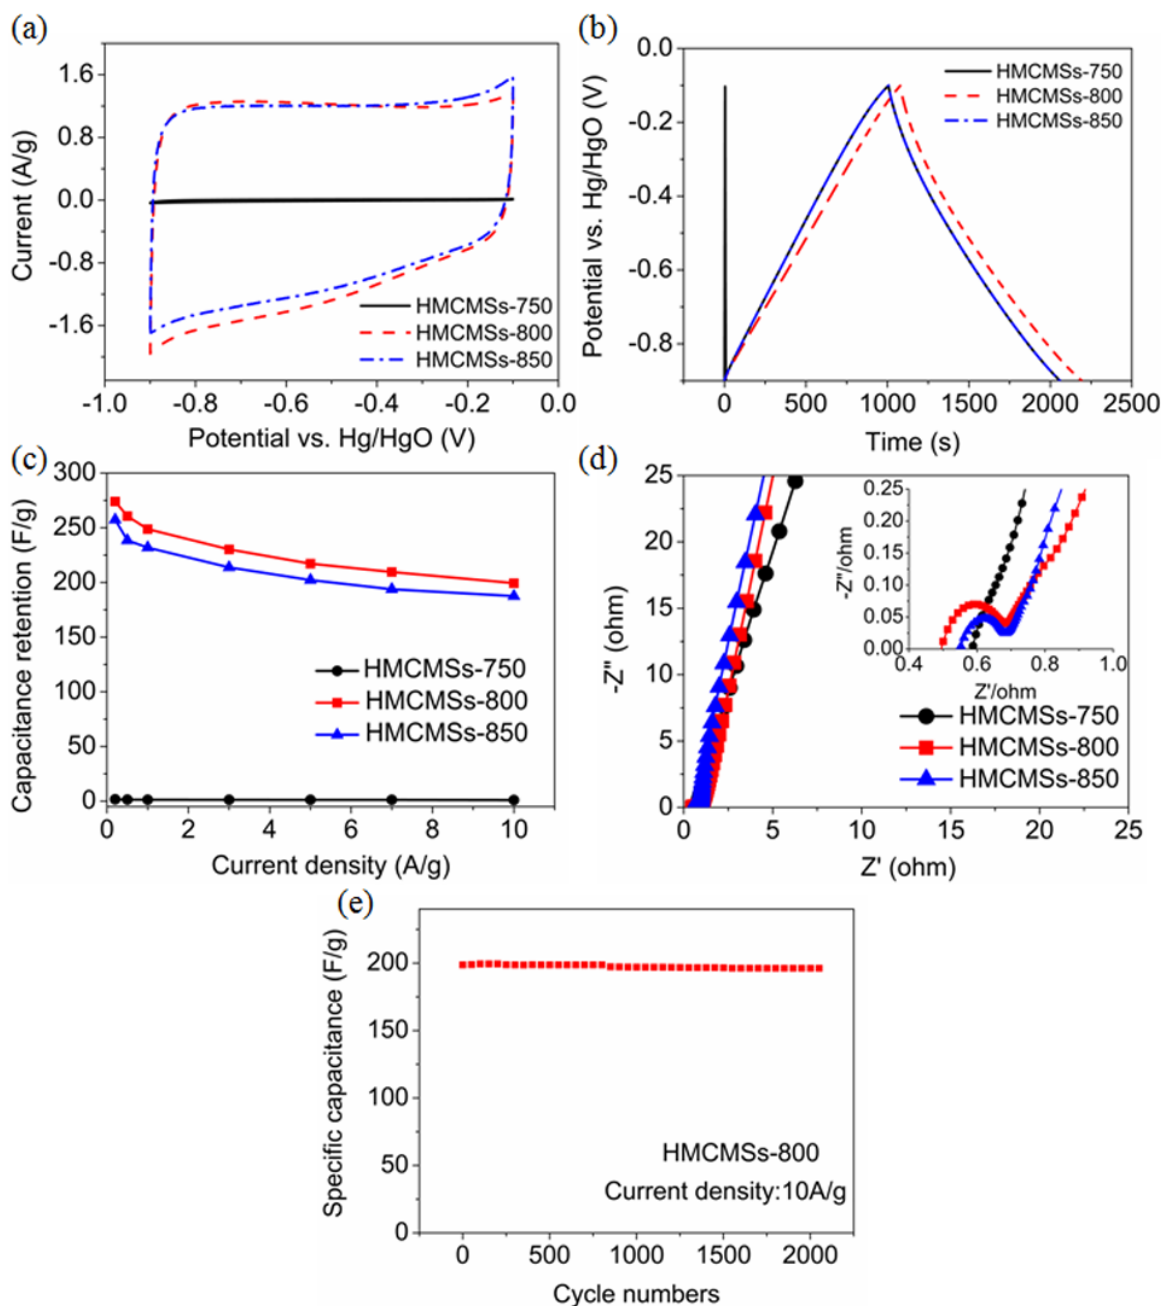 (a)
1.6
0.8
0.0
-0.8
-1.6
Current (A/g)
HMCMSs-750
HMCMSs-800
HMCMSs-850
-1.0 -0.8 -0.6 -0.4 -0.2 0.0
Potential vs. Hg/HgO (V)
(b)
0.0
-0.2
-0.4
-0.6
-0.8
Potential vs. Hg/HgO (V)
HMCMSs-750
HMCMSs-800
HMCMSs-850
0 500 1000 1500 2000 2500
Time (s)
(c)
300
250
200
150
100
50
0
Capacitance retention (F/g)
HMCMSs-750
HMCMSs-800
HMCMSs-850
0 2 4 6 8 10
Current density (A/g)
(d)
25
20
15
10
5
0
-Z" (ohm)
0.25
0.20
0.15
0.10
0.05
0.00
-Z"/ohm
0.4 0.6 0.8 1.0
Z'/ohm
HMCMSs-750
HMCMSs-800
HMCMSs-850
0 5 10 15 20 25
Z' (ohm)
(e)
200
150
100
50
0
Specific capacitance (F/g)
HMCMSs-800
Current density:10A/g
0 500 1000 1500 2000
Cycle numbers